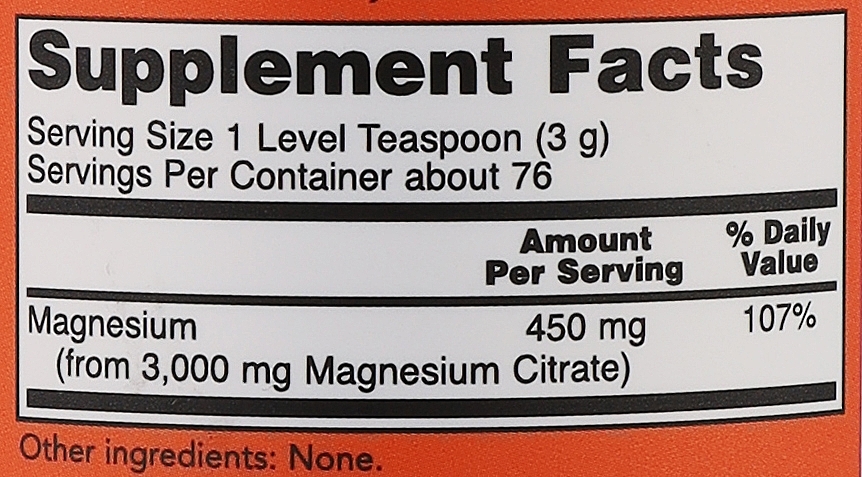 Supplement Facts
Serving Size 1 Level Teaspoon (3 g)
Servings Per Container about 76
Amount Per Serving
% Daily Value
Magnesium 450 mg 107%
(from 3,000 mg Magnesium Citrate)
Other ingredients: None.